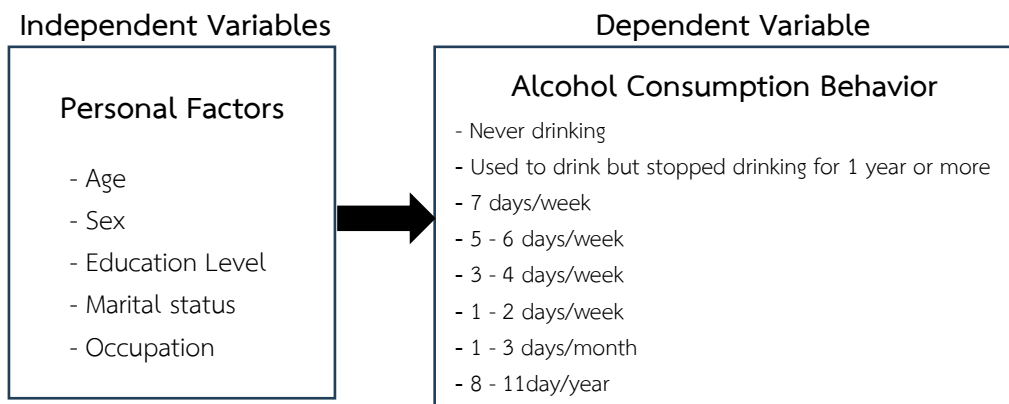 Independent Variables
Personal Factors
- Age
- Sex
- Education Level
- Marital status
- Occupation
Dependent Variable
Alcohol Consumption Behavior
- Never drinking
- Used to drink but stopped drinking for 1 year or more
- 7 days/week
- 5 - 6 days/week
- 3 - 4 days/week
- 1 - 2 days/week
- 1 - 3 days/month
- 8 - 11day/year